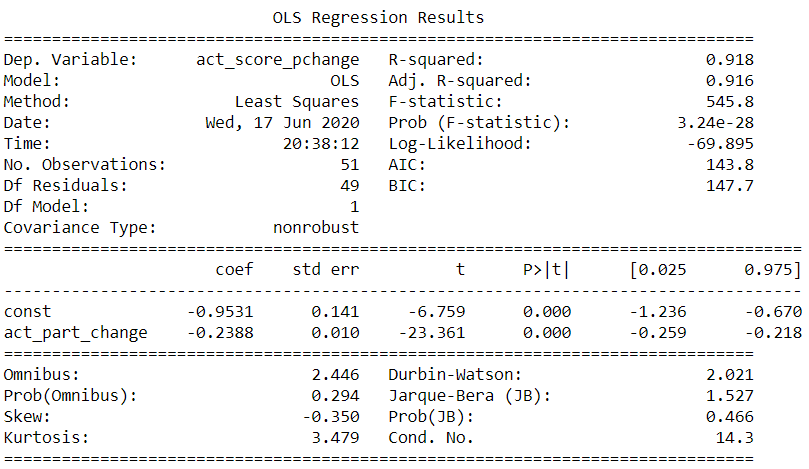 OLS Regression Results
==============================================================================
Dep. Variable:      act_score_pchange   R-squared:                       0.918
Model:                            OLS   Adj. R-squared:                  0.916
Method:                 Least Squares   F-statistic:                     545.8
Date:                Wed, 17 Jun 2020   Prob (F-statistic):           3.24e-28
Time:                        20:38:12   Log-Likelihood:                -69.895
No. Observations:                  51   AIC:                             143.8
Df Residuals:                      49   BIC:                             147.7
Df Model:                           1
Covariance Type:            nonrobust
===================================================================================
                      coef    std err          t      P>|t|      [0.025      0.975]
-----------------------------------------------------------------------------------
const              -0.9531      0.141     -6.759      0.000      -1.236      -0.670
act_part_change    -0.2388      0.010    -23.361      0.000      -0.259      -0.218
==============================================================================
Omnibus:                        2.446   Durbin-Watson:                   2.021
Prob(Omnibus):                  0.294   Jarque-Bera (JB):                1.527
Skew:                          -0.350   Prob(JB):                        0.466
Kurtosis:                       3.479   Cond. No.                         14.3
==============================================================================